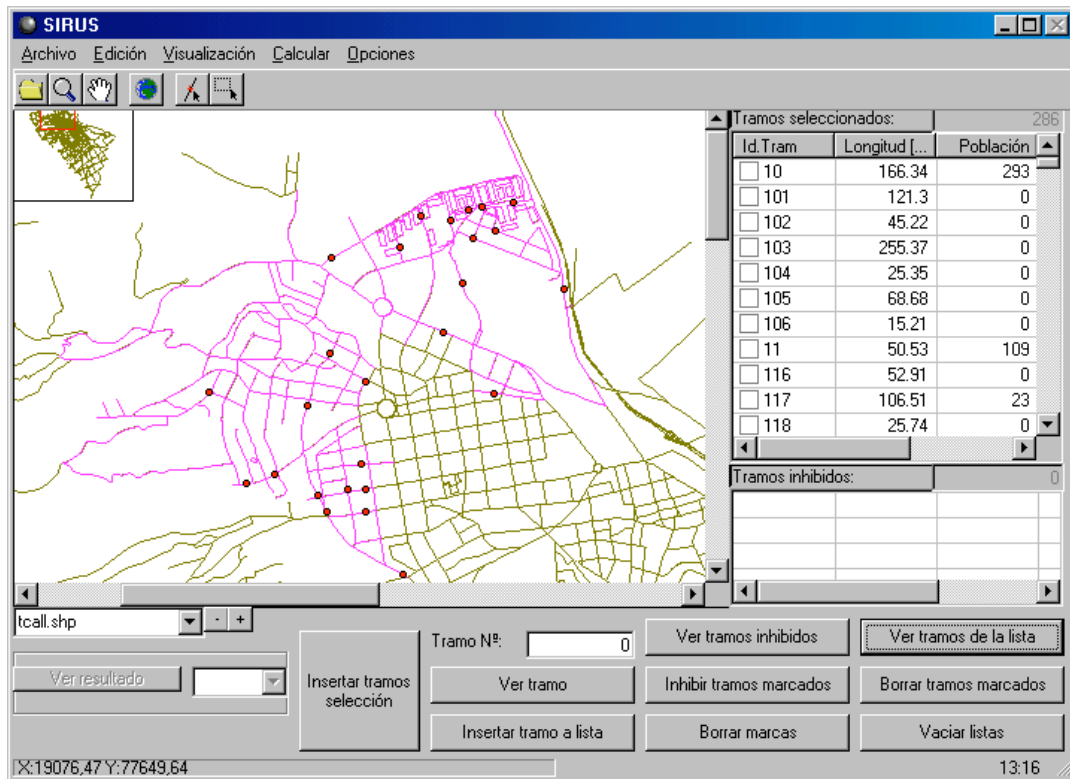 SIRUS
Archivo Edición Visualización Calcular Opciones
Tramos seleccionados: 286
Id.Tram Longitud [... Población
10 166.34 293
101 121.3 0
102 45.22 0
103 255.37 0
104 25.35 0
105 68.68 0
106 15.21 0
11 50.53 109
116 52.91 0
117 106.51 23
118 25.74 0
Tramos inhibidos: 0
tcall.shp - +
Ver resultado
Insertar tramos selección
Tramo Nº: 0
Ver tramos inhibidos
Ver tramos de la lista
Ver tramo
Inhibir tramos marcados
Borrar tramos marcados
Insertar tramo a lista
Borrar marcas
Vaciar listas
X:19076,47 Y:77649,64
13:16